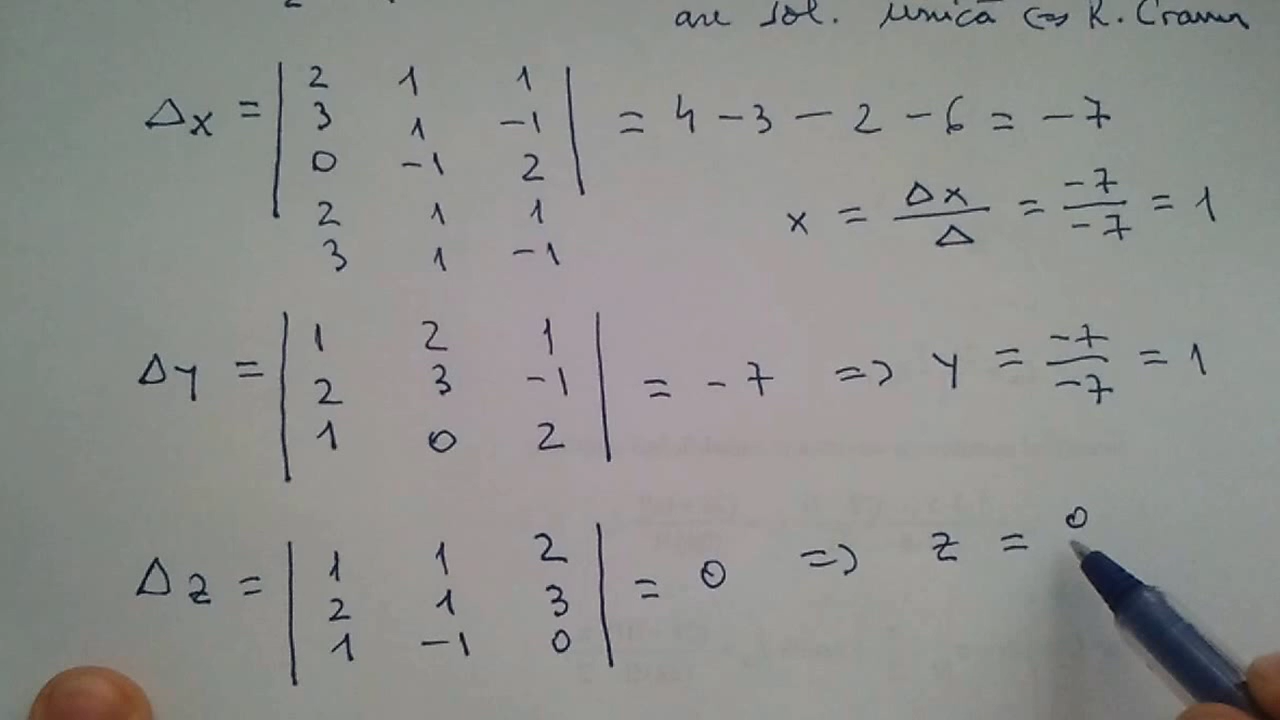 are sol. unică <=> R. Cramer
Δx = | 2 1 1 | = 4 - 3 - 2 - 6 = -7
3 1 -1
0 -1 2
2 1 1
3 1 -1
x = Δx / Δ = -7 / -7 = 1
Δy = | 1 2 1 | = -7 => y = -7 / -7 = 1
2 3 -1
1 0 2
Δz = | 1 1 2 | = 0 => z = 0
2 1 3
1 -1 0